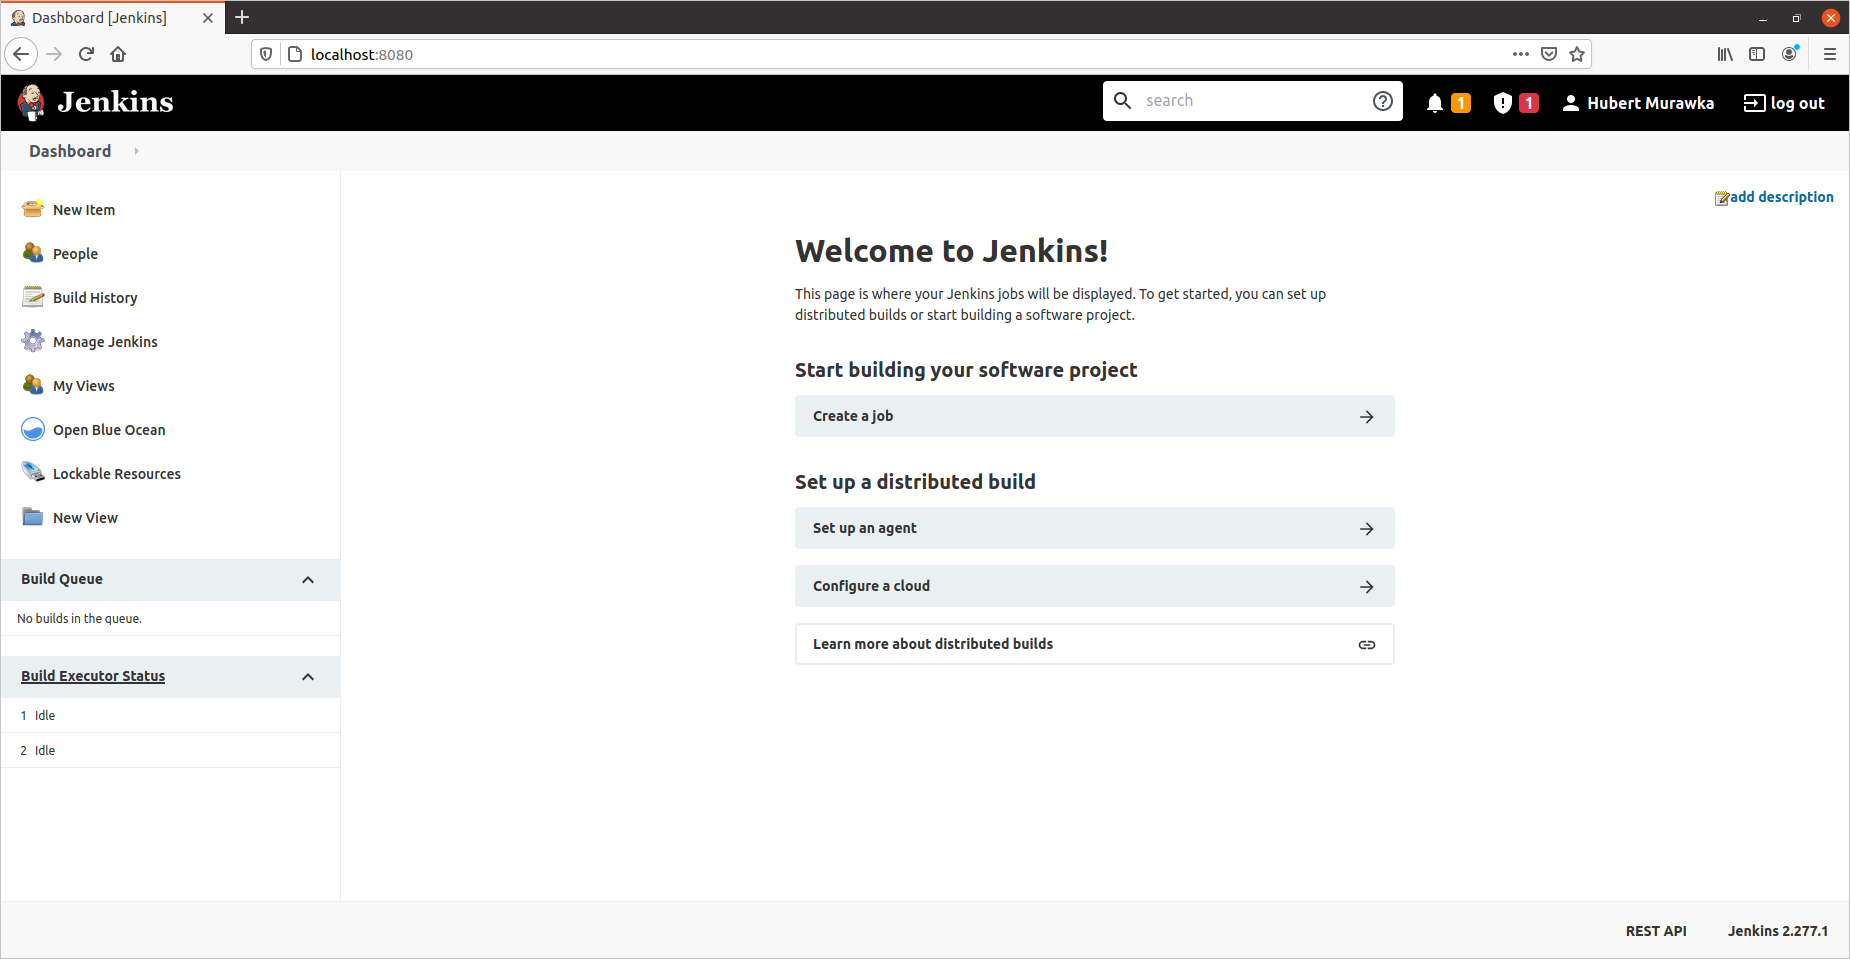 Dashboard [Jenkins]
localhost:8080
Jenkins
search
1
1
Hubert Murawka
log out
Dashboard
add description
New Item
People
Build History
Manage Jenkins
My Views
Open Blue Ocean
Lockable Resources
New View
Build Queue
No builds in the queue.
Build Executor Status
1 Idle
2 Idle
Welcome to Jenkins!
This page is where your Jenkins jobs will be displayed. To get started, you can set up
distributed builds or start building a software project.
Start building your software project
Create a job
Set up a distributed build
Set up an agent
Configure a cloud
Learn more about distributed builds
REST API
Jenkins 2.277.1